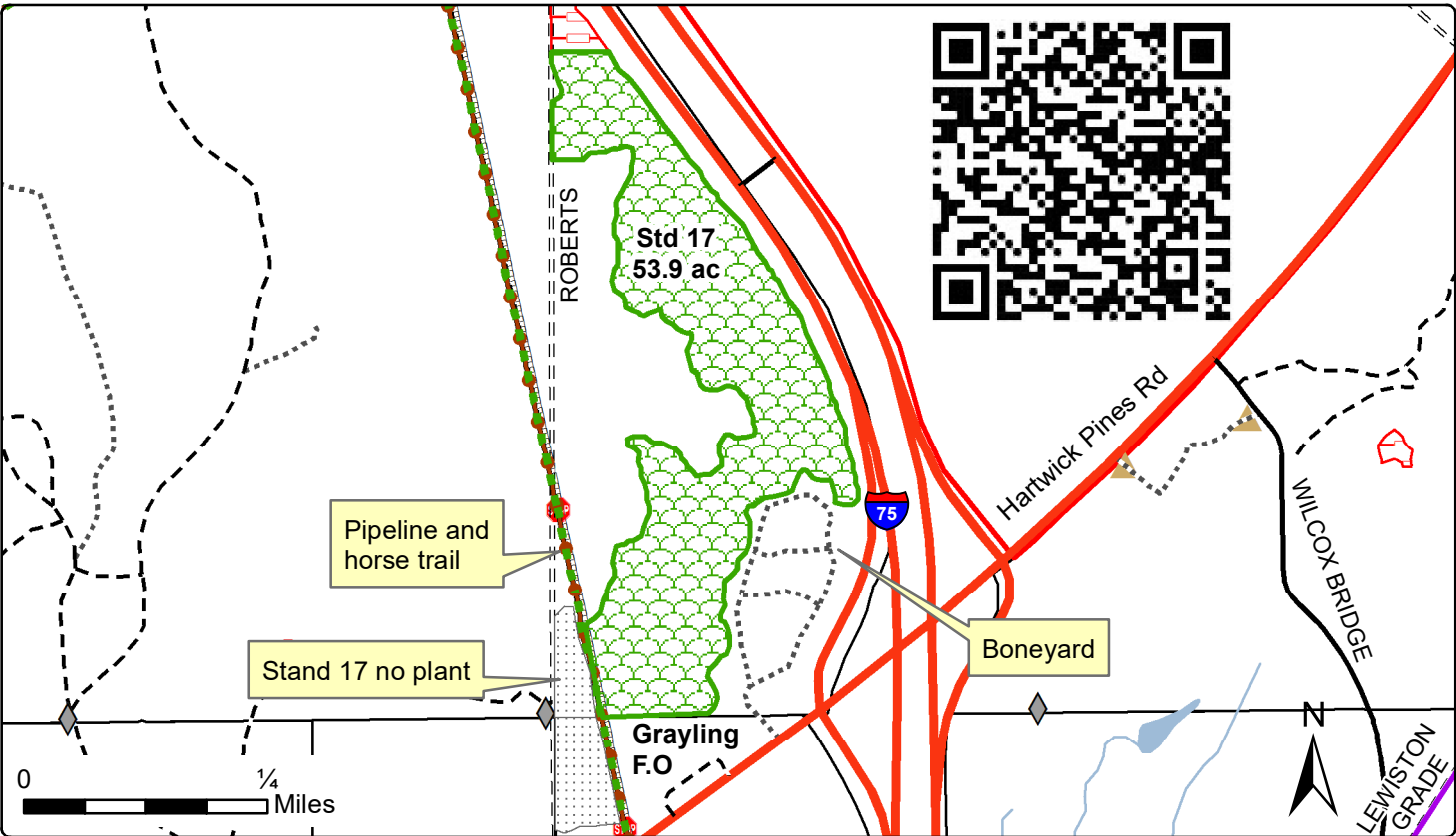 ROBERTS
Std 17
53.9 ac
Hartwick Pines Rd
75
Pipeline and
horse trail
WILCOX BRIDGE
Stand 17 no plant
Boneyard
Grayling
F.O
N
0 ¼
Miles
LEWISTON
GRADE